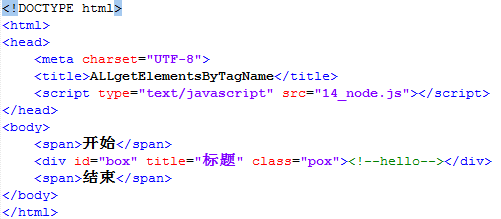 <!DOCTYPE html>
<html>
<head>
    <meta charset="UTF-8">
    <title>ALLgetElementsByTagName</title>
    <script type="text/javascript" src="14_node.js"></script>
</head>
<body>
    <span>开始</span>
    <div id="box" title="标题" class="pox"><!--hello--></div>
    <span>结束</span>
</body>
</html>